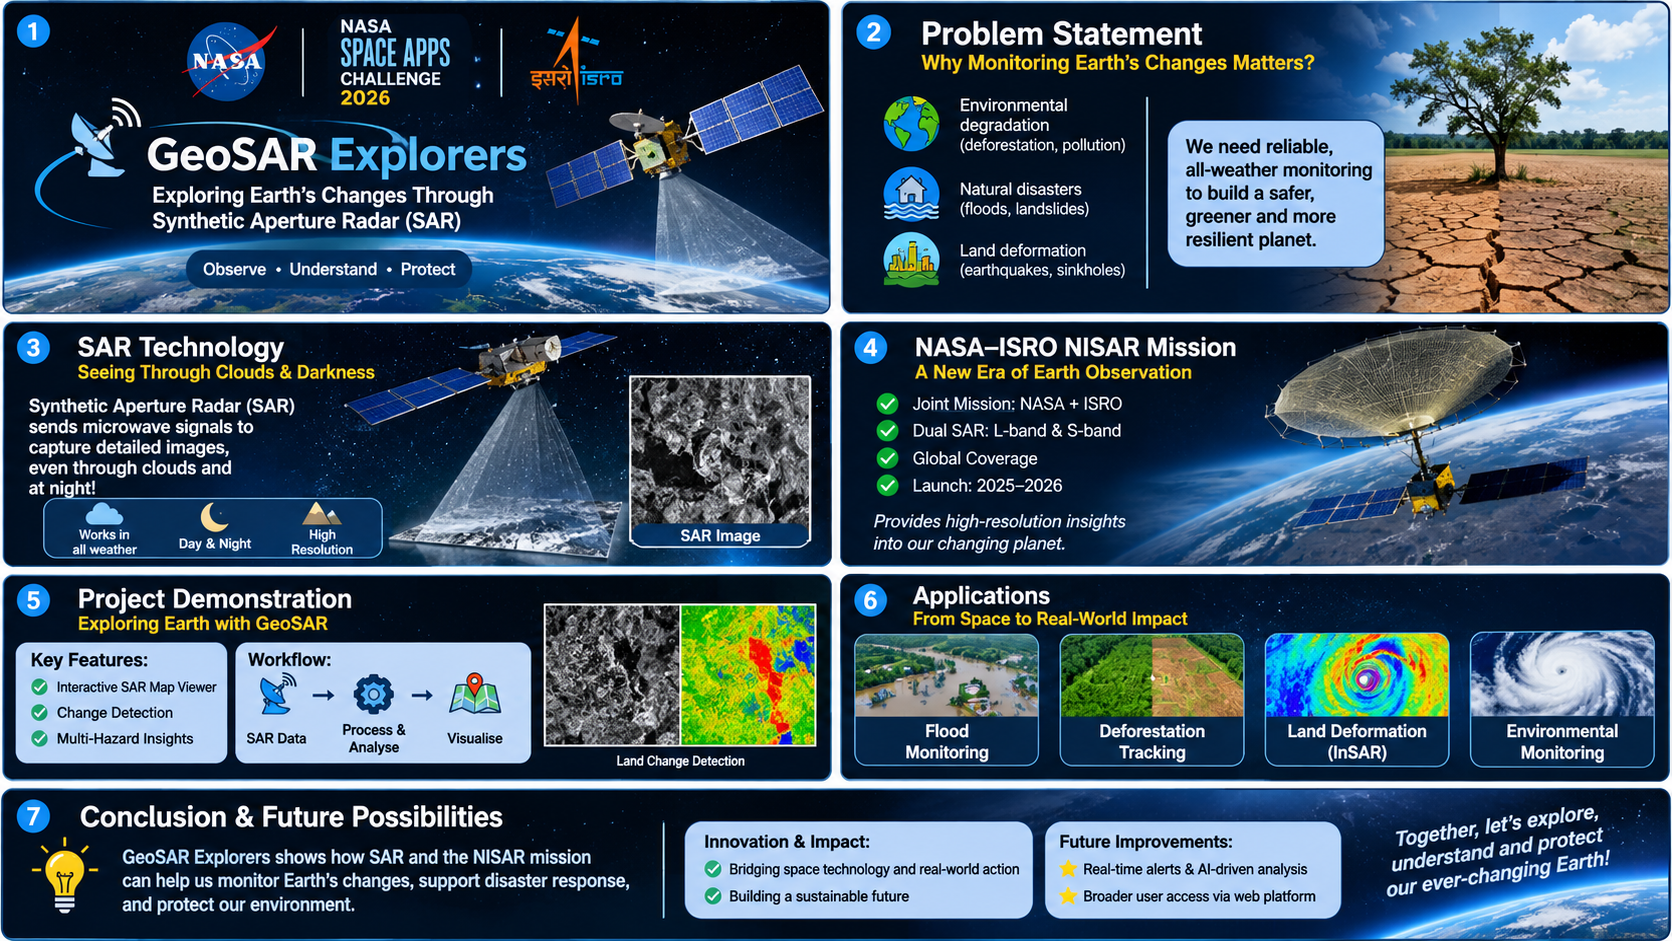 1
NASA
NASA
SPACE APPS
CHALLENGE
2026
इसरो isro
GeoSAR Explorers
Exploring Earth's Changes Through
Synthetic Aperture Radar (SAR)
Observe • Understand • Protect
2
Problem Statement
Why Monitoring Earth's Changes Matters?
Environmental
degradation
(deforestation, pollution)
Natural disasters
(floods, landslides)
Land deformation
(earthquakes, sinkholes)
We need reliable,
all-weather monitoring
to build a safer,
greener and more
resilient planet.
3
SAR Technology
Seeing Through Clouds & Darkness
Synthetic Aperture Radar (SAR)
sends microwave signals to
capture detailed images,
even through clouds and
at night!
Works in
all weather
Day & Night
High
Resolution
SAR Image
4
NASA–ISRO NISAR Mission
A New Era of Earth Observation
Joint Mission: NASA + ISRO
Dual SAR: L-band & S-band
Global Coverage
Launch: 2025–2026
Provides high-resolution insights
into our changing planet.
5
Project Demonstration
Exploring Earth with GeoSAR
Key Features:
Interactive SAR Map Viewer
Change Detection
Multi-Hazard Insights
Workflow:
SAR Data
Process &
Analyse
Visualise
Land Change Detection
6
Applications
From Space to Real-World Impact
Flood
Monitoring
Deforestation
Tracking
Land Deformation
(InSAR)
Environmental
Monitoring
7
Conclusion & Future Possibilities
GeoSAR Explorers shows how SAR and the NISAR mission
can help us monitor Earth's changes, support disaster response,
and protect our environment.
Innovation & Impact:
Bridging space technology and real-world action
Building a sustainable future
Future Improvements:
Real-time alerts & AI-driven analysis
Broader user access via web platform
Together, let's explore,
understand and protect
our ever-changing Earth!